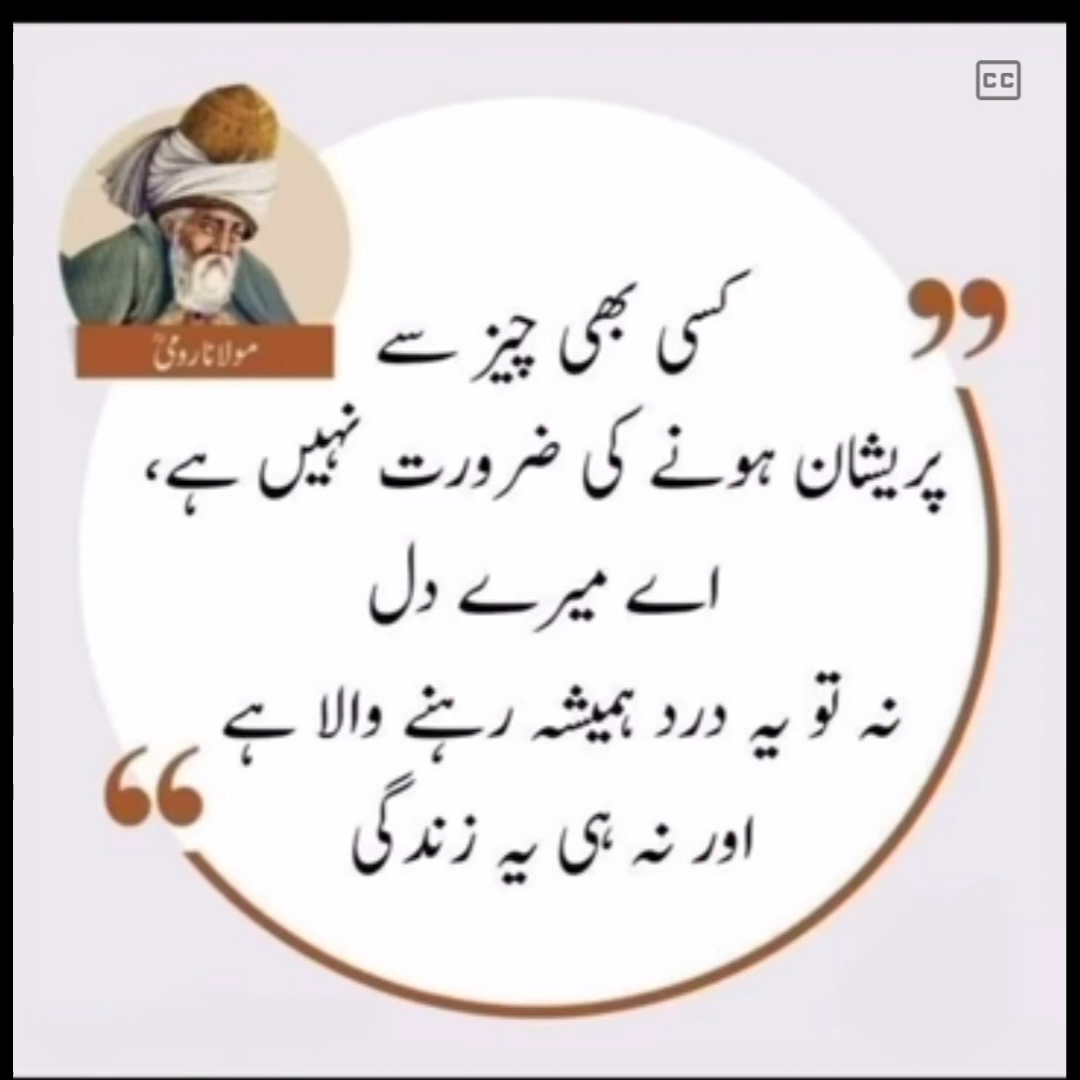 CC
مولانا رومیؒ
کسی بھی چیز سے
پریشان ہونے کی ضرورت نہیں ہے،
اے میرے دل
نہ تو یہ درد ہمیشہ رہنے والا ہے
اور نہ ہی یہ زندگی